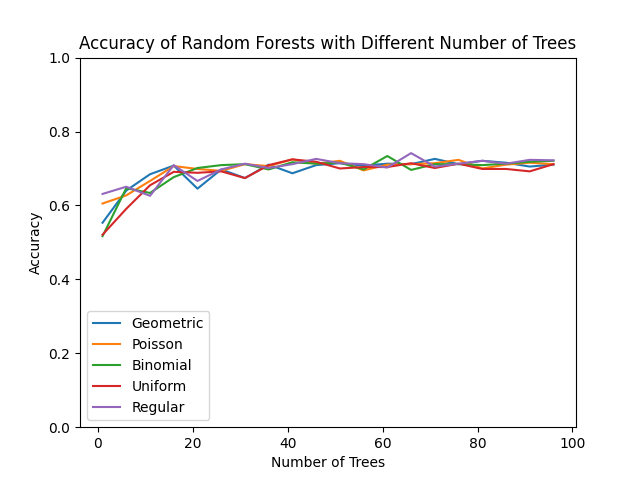 Accuracy of Random Forests with Different Number of Trees
1.0
0.8
0.6
0.4
0.2
0.0
Accuracy
Geometric
Poisson
Binomial
Uniform
Regular
0 20 40 60 80 100
Number of Trees